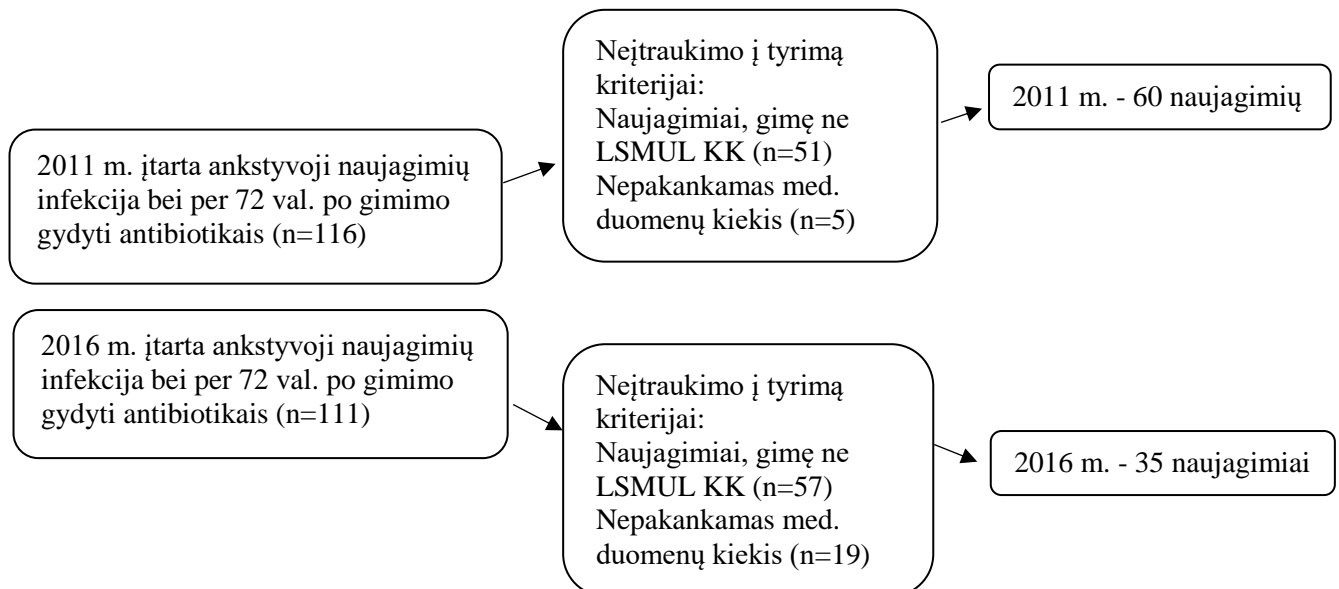 2011 m. įtarta ankstyvoji naujagimių
infekcija bei per 72 val. po gimimo
gydyti antibiotikais (n=116)
Neįtraukimo į tyrimą
kriterijai:
Naujagimiai, gimę ne
LSMUL KK (n=51)
Nepakankamas med.
duomenų kiekis (n=5)
2011 m. - 60 naujagimių
2016 m. įtarta ankstyvoji naujagimių
infekcija bei per 72 val. po gimimo
gydyti antibiotikais (n=111)
Neįtraukimo į tyrimą
kriterijai:
Naujagimiai, gimę ne
LSMUL KK (n=57)
Nepakankamas med.
duomenų kiekis (n=19)
2016 m. - 35 naujagimiai